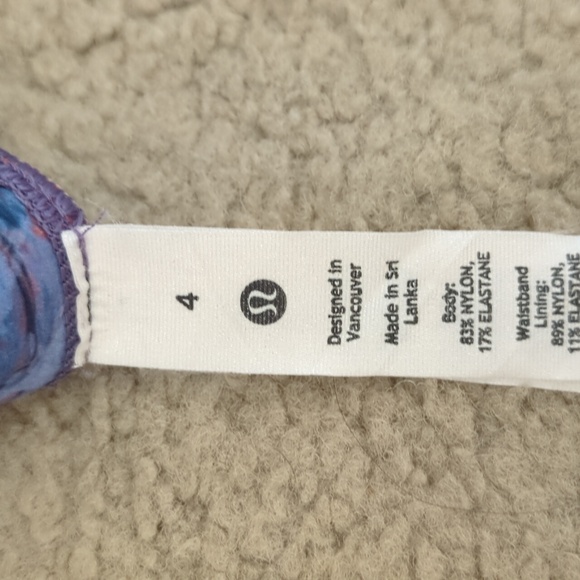 4
Designed in
Vancouver
Made in Sri
Lanka
Body:
83% NYLON,
17% ELASTANE
Waistband
Lining:
89% NYLON,
11% ELASTANE